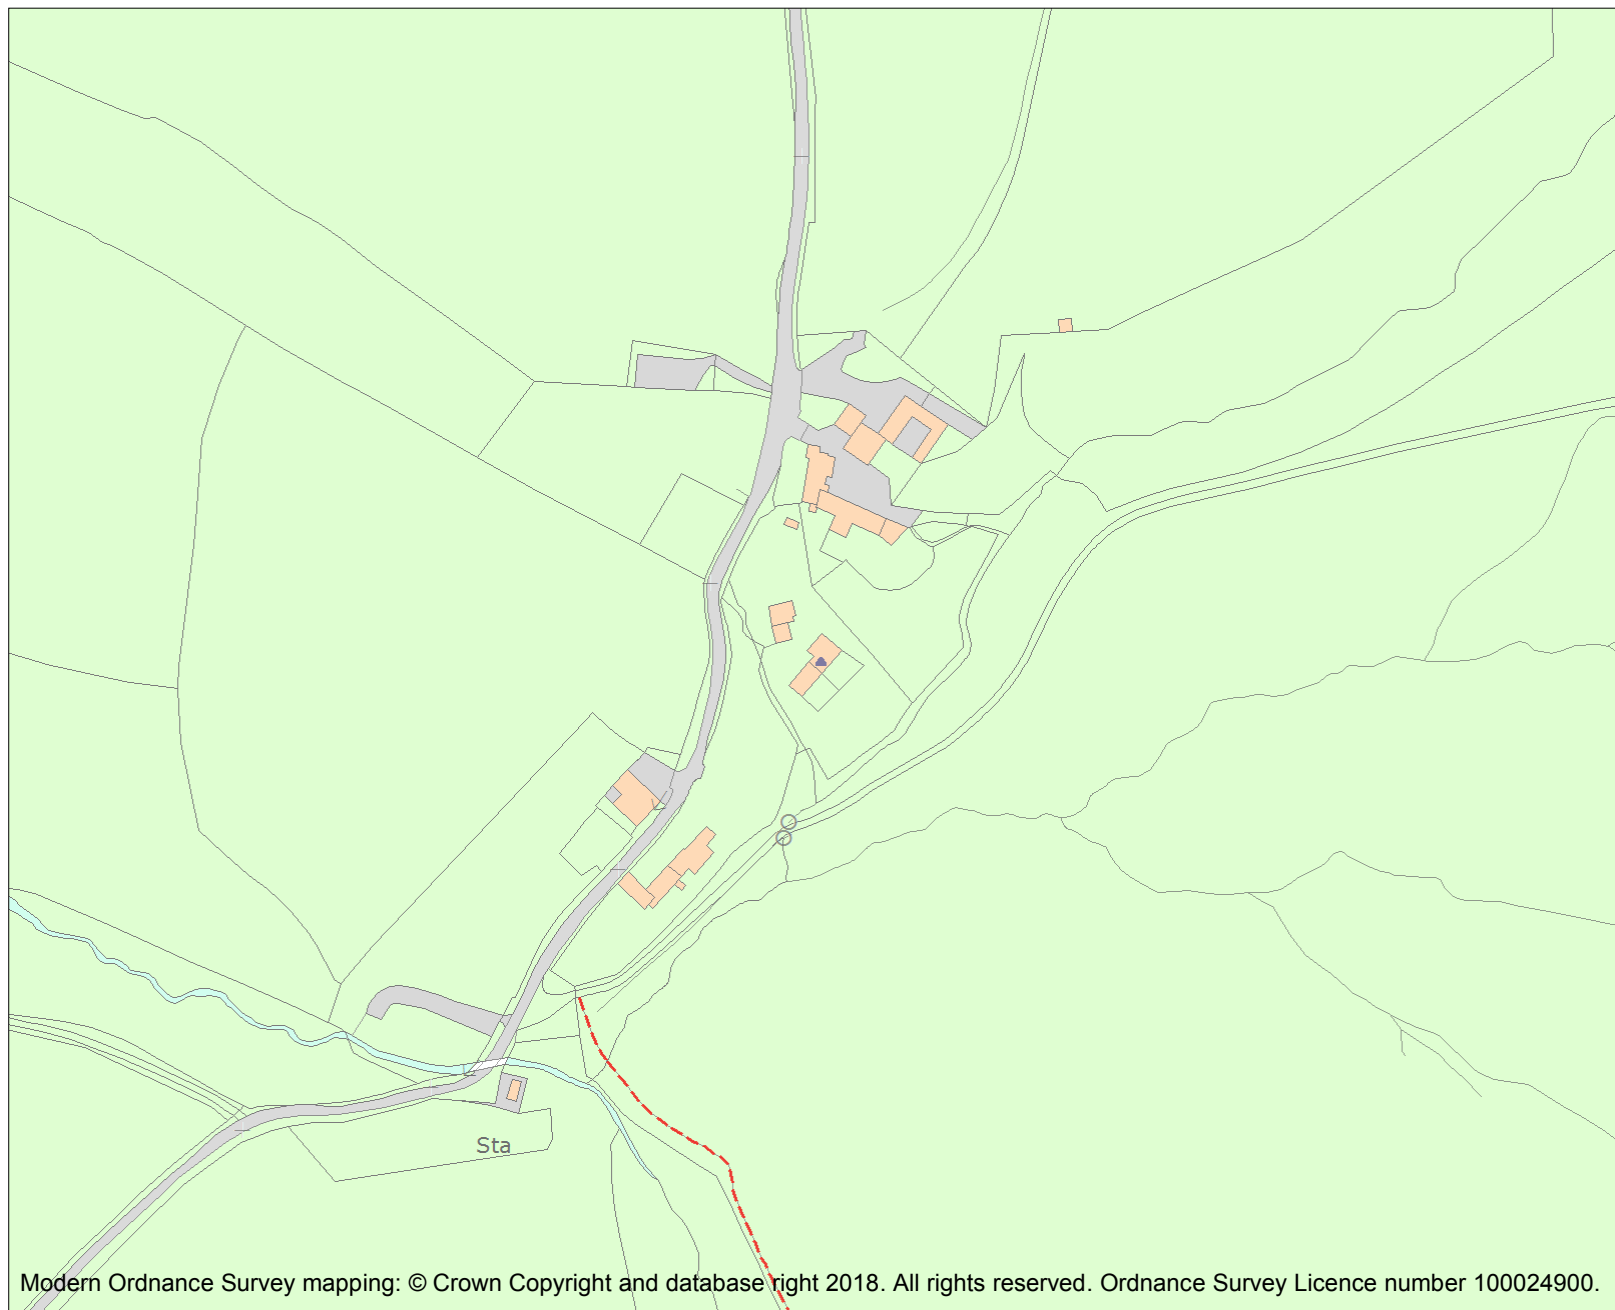 Sta
Modern Ordnance Survey mapping: © Crown Copyright and database right 2018. All rights reserved. Ordnance Survey Licence number 100024900.